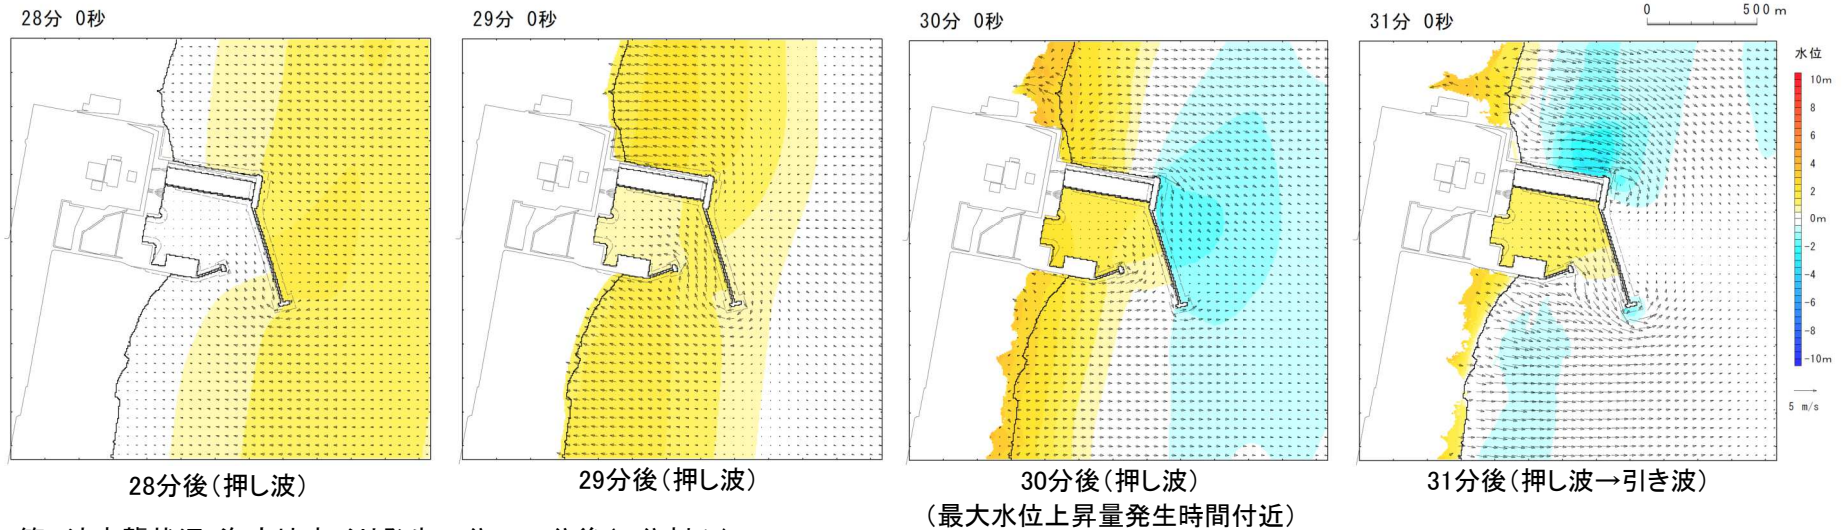 28分 0秒
29分 0秒
30分 0秒
31分 0秒
0 500m
水位
10m
8
6
4
2
0m
-2
-4
-6
-8
-10m
5 m/s
28分後(押し波)
29分後(押し波)
30分後(押し波)
(最大水位上昇量発生時間付近)
31分後(押し波→引き波)